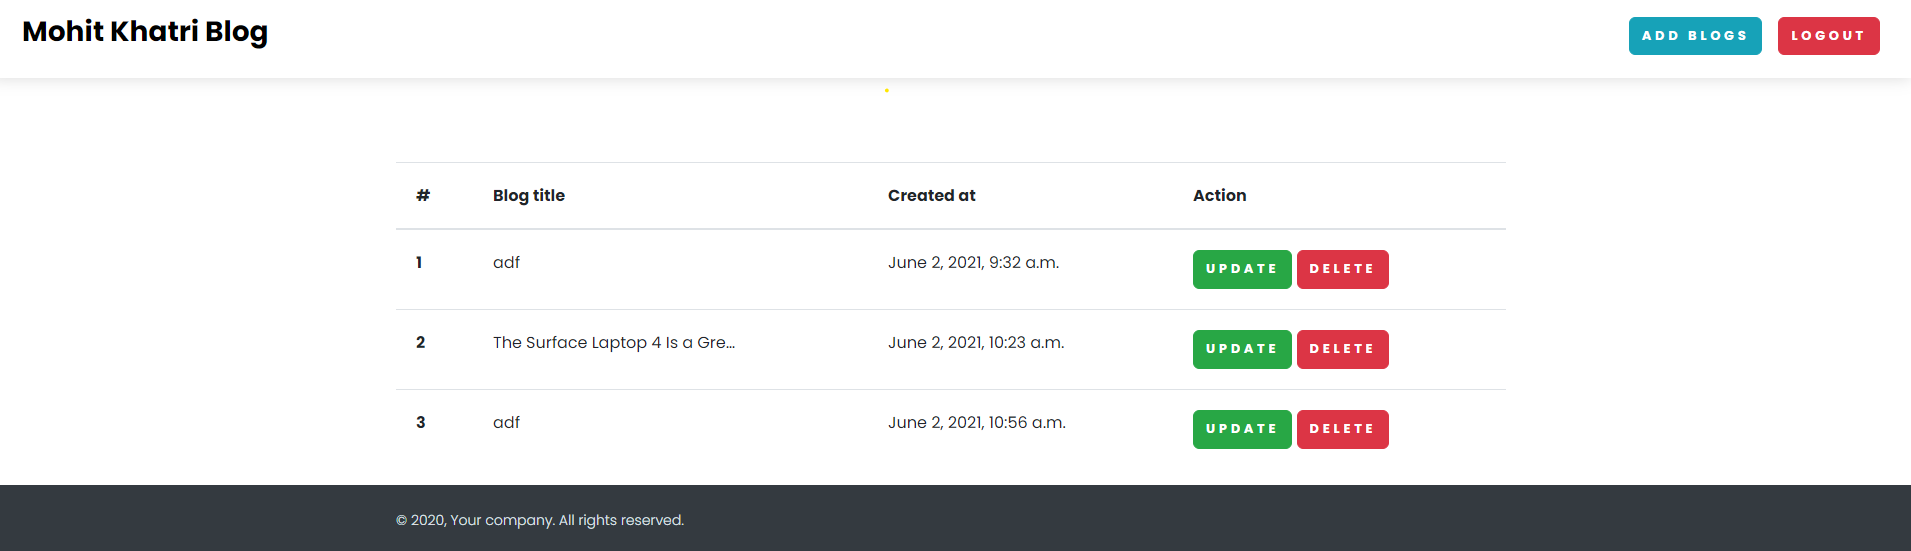 Mohit Khatri Blog
ADD BLOGS LOGOUT
# Blog title Created at Action
1 adf June 2, 2021, 9:32 a.m. UPDATE DELETE
2 The Surface Laptop 4 Is a Gre... June 2, 2021, 10:23 a.m. UPDATE DELETE
3 adf June 2, 2021, 10:56 a.m. UPDATE DELETE
© 2020, Your company. All rights reserved.